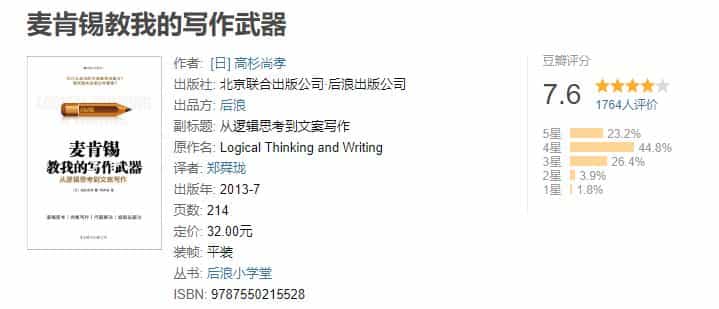 麦肯锡教我的写作武器
麦肯锡
教我的写作武器
从逻辑思考到文案写作
作者: [日] 高杉尚孝
出版社: 北京联合出版公司·后浪出版公司
出品方: 后浪
副标题: 从逻辑思考到文案写作
原作名: Logical Thinking and Writing
译者: 郑舜珑
出版年: 2013-7
页数: 214
定价: 32.00元
装帧: 平装
丛书: 后浪小学堂
ISBN: 9787550215528
豆瓣评分
7.6
1764人评价
5星 23.2%
4星 44.8%
3星 26.4%
2星 3.9%
1星 1.8%